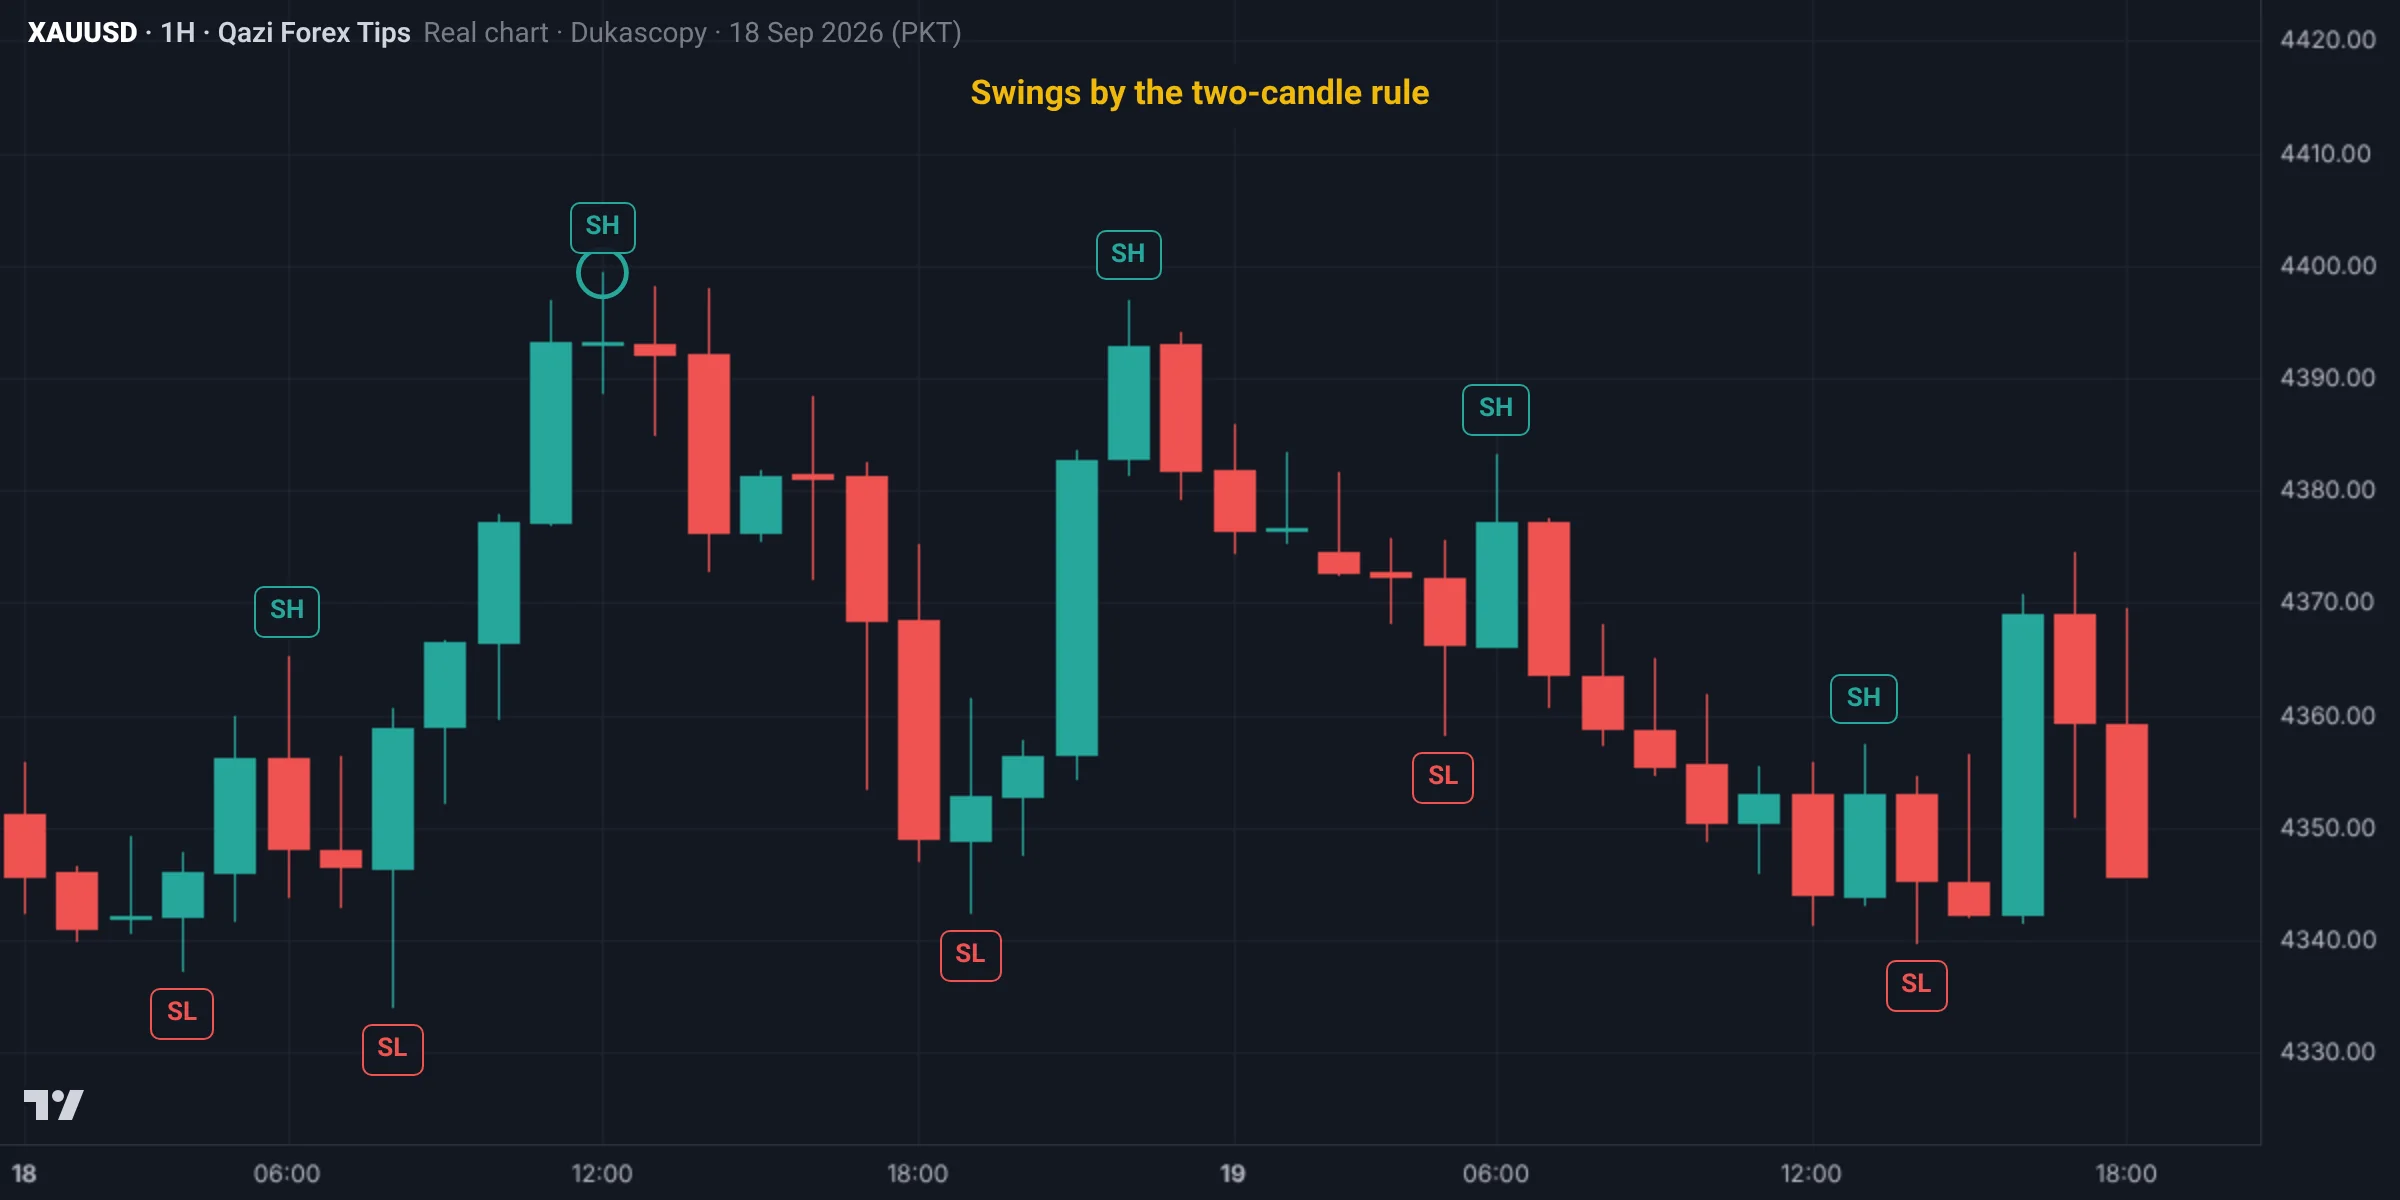 XAUUSD · 1H · Qazi Forex Tips Real chart · Dukascopy · 18 Sep 2026 (PKT)
4420.00
Swings by the two-candle rule
4410.00
SH
SH
4400.00
4390.00
SH
4380.00
SH
4370.00
SH
4360.00
SL
4350.00
SL
4340.00
SL
SL
SL
4330.00
18 06:00 12:00 18:00 19 06:00 12:00 18:00